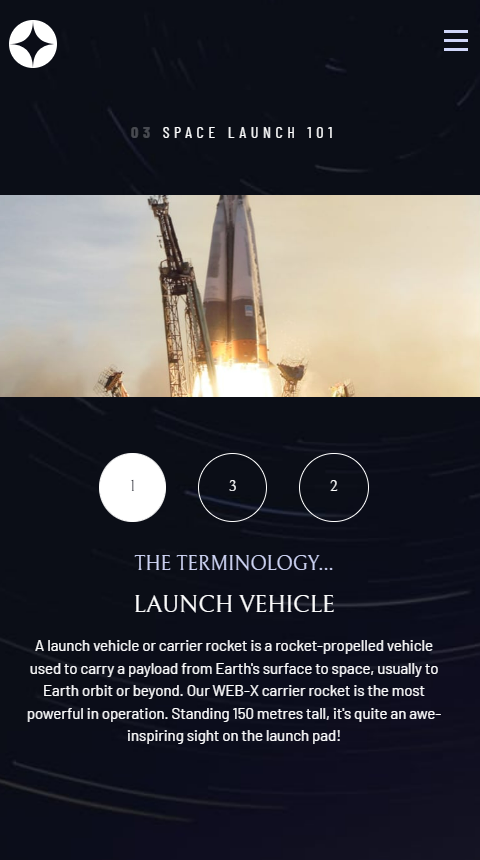 03 SPACE LAUNCH 101
1 3 2
THE TERMINOLOGY...
LAUNCH VEHICLE
A launch vehicle or carrier rocket is a rocket-propelled vehicle
used to carry a payload from Earth's surface to space, usually to
Earth orbit or beyond. Our WEB-X carrier rocket is the most
powerful in operation. Standing 150 metres tall, it's quite an awe-
inspiring sight on the launch pad!